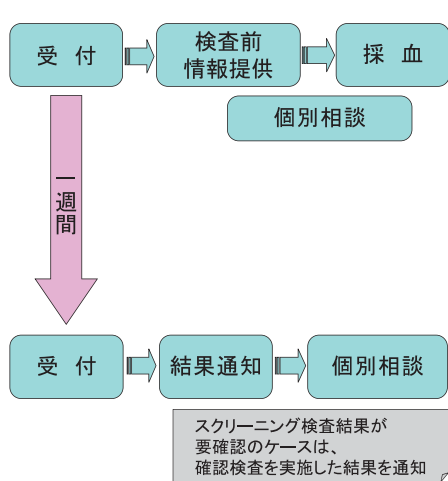 受 付
検査前
情報提供
採 血
個別相談
一週間
受 付
結果通知
個別相談
スクリーニング検査結果が
要確認のケースは、
確認検査を実施した結果を通知